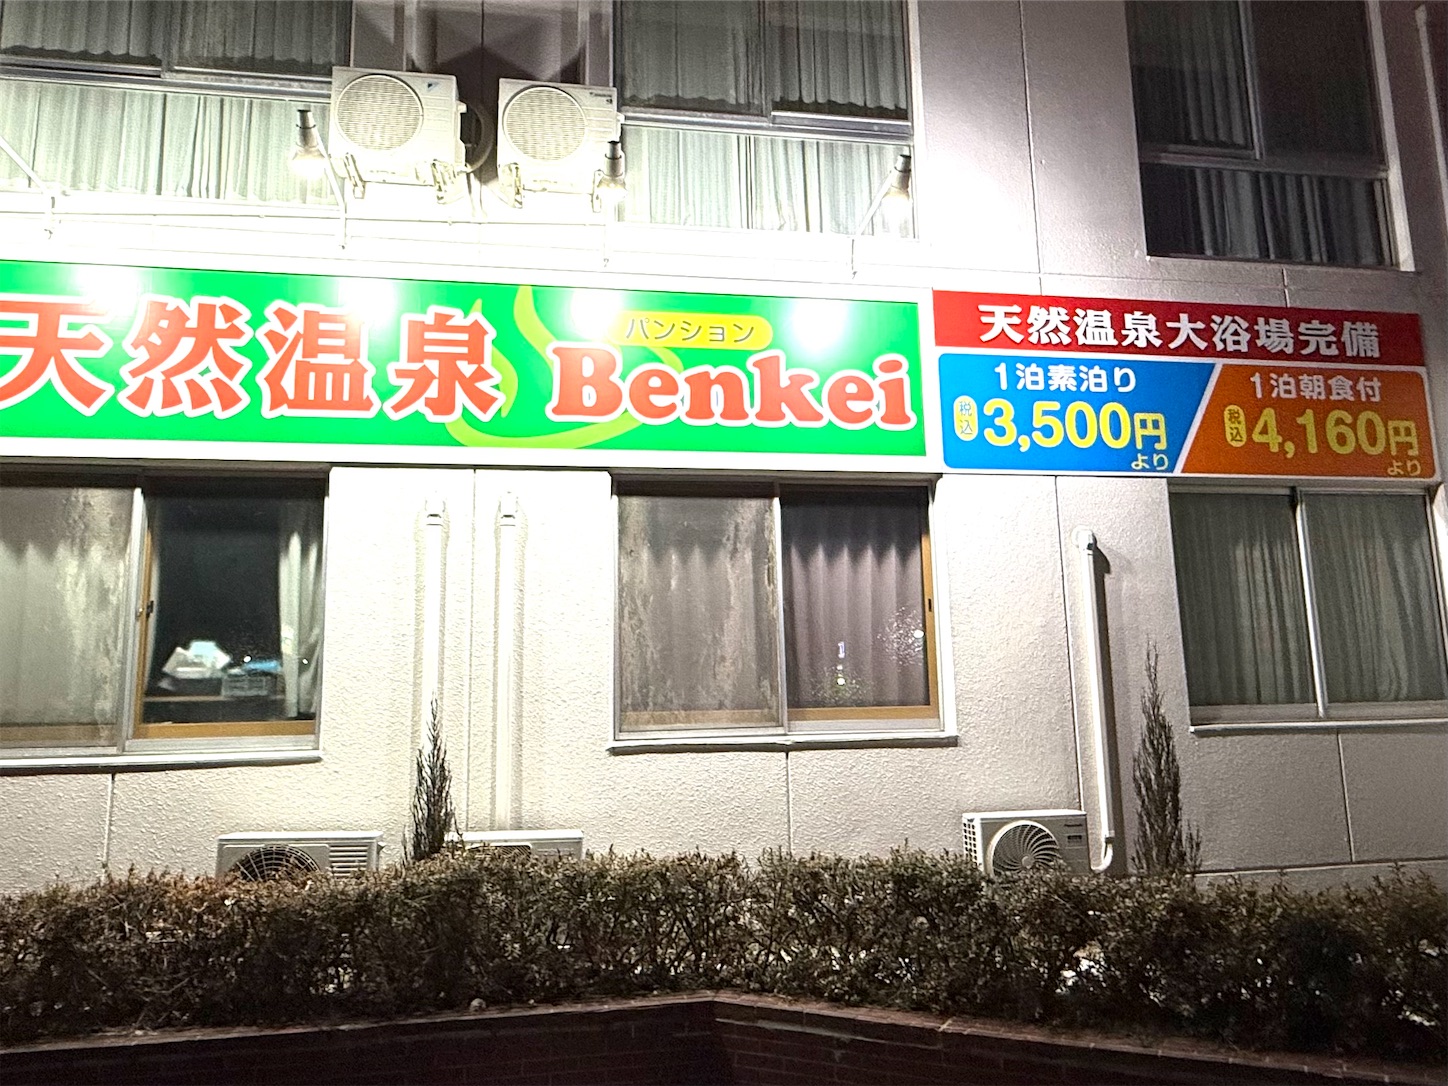 天然温泉
パンション
Benkei
天然温泉大浴場完備
1泊素泊り
税込
3,500円
より
1泊朝食付
税込
4,160円
より